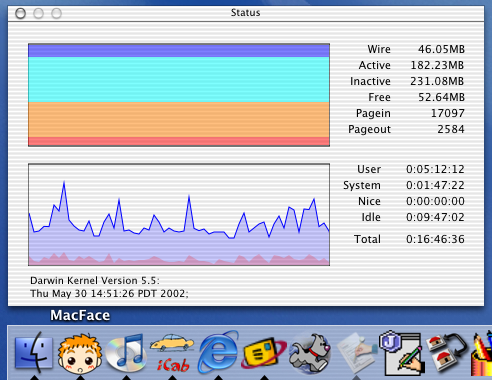 Status
Wire 46.05MB
Active 182.23MB
Inactive 231.08MB
Free 52.64MB
Pagein 17097
Pageout 2584
User 0:05:12:12
System 0:01:47:22
Nice 0:00:00:00
Idle 0:09:47:02
Total 0:16:46:36
Darwin Kernel Version 5.5:
Thu May 30 14:51:26 PDT 2002;
MacFace
iCab
J